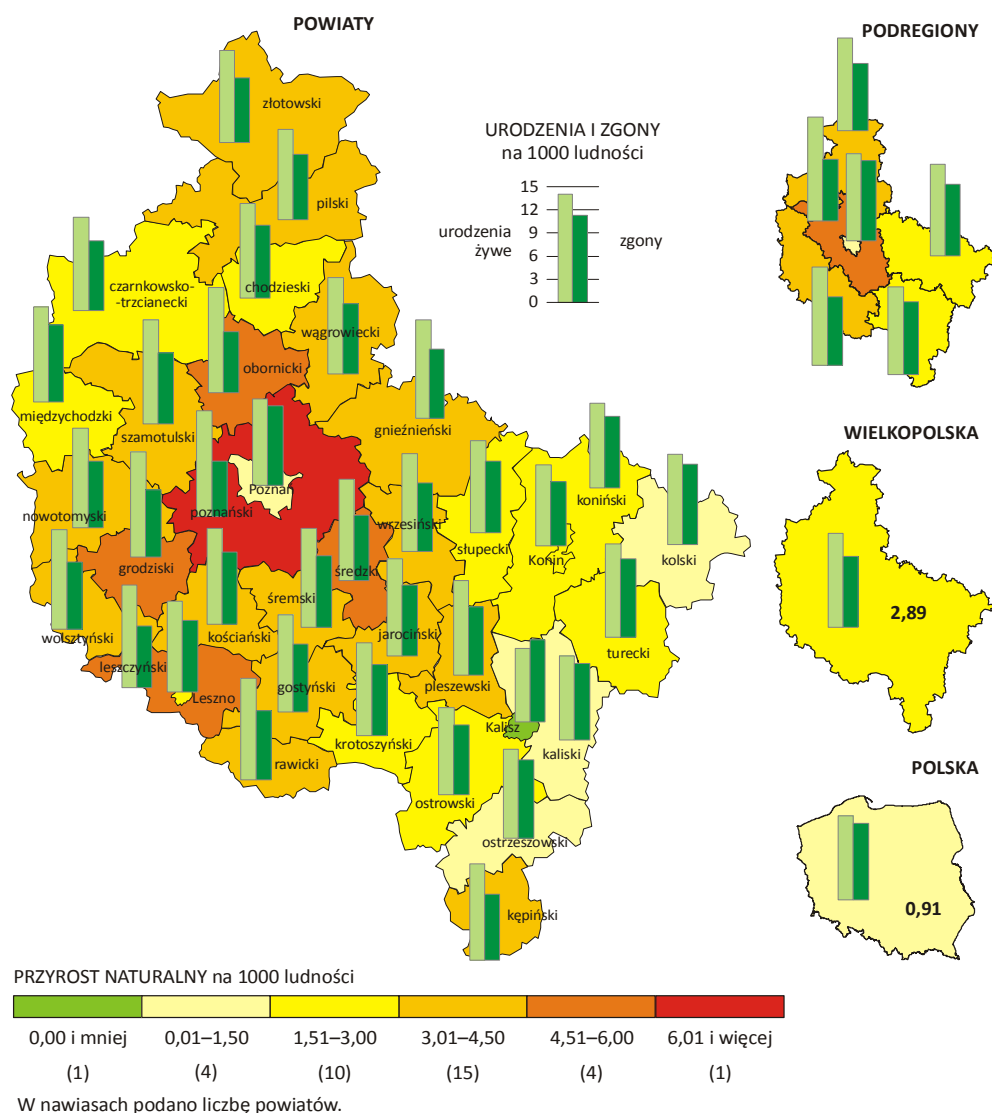 POWIATY
złotowski
pilski
czarnkowsko-
-trzcianecki
chodzieski
wągrowiecki
obornicki
międzychodzki
szamotulski
gnieźnieński
nowotomyski
poznański
Poznań
wrzesiński
słupecki
Konin
koniński
kolski
grodziski
średzki
śremski
wolsztyński
kościański
jarociński
turecki
leszczyński
Leszno
gostyński
pleszewski
Kalisz
kaliski
krotoszyński
rawicki
ostrowski
ostrzeszowski
kępiński
URODZENIA I ZGONY
na 1000 ludności
15
12
9
6
3
0
urodzenia
żywe
zgony
PODREGIONY
WIELKOPOLSKA
2,89
POLSKA
0,91
PRZYROST NATURALNY na 1000 ludności
0,00 i mniej 0,01–1,50 1,51–3,00 3,01–4,50 4,51–6,00 6,01 i więcej
(1) (4) (10) (15) (4) (1)
W nawiasach podano liczbę powiatów.